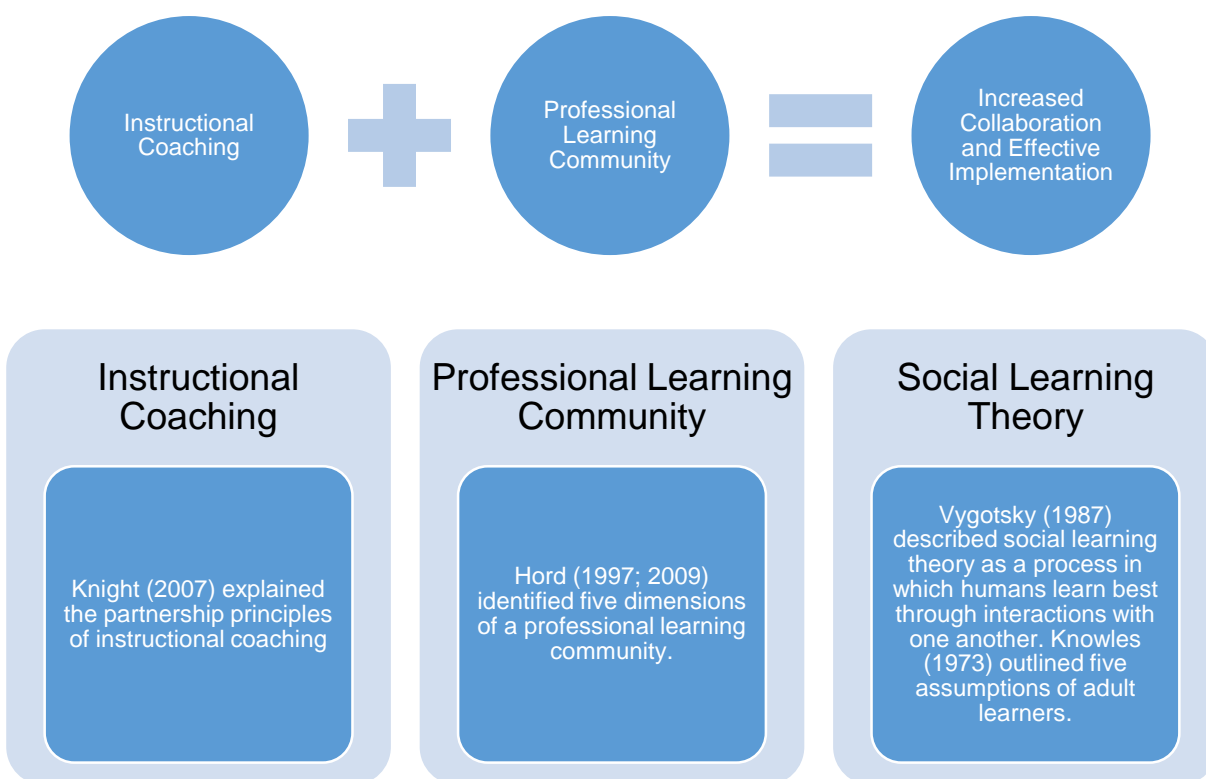 Instructional
Coaching
Professional
Learning
Community
Increased
Collaboration
and Effective
Implementation
Instructional
Coaching
Knight (2007) explained
the partnership principles
of instructional coaching
Professional Learning
Community
Hord (1997; 2009)
identified five dimensions
of a professional learning
community.
Social Learning
Theory
Vygotsky (1987)
described social learning
theory as a process in
which humans learn best
through interactions with
one another. Knowles
(1973) outlined five
assumptions of adult
learners.